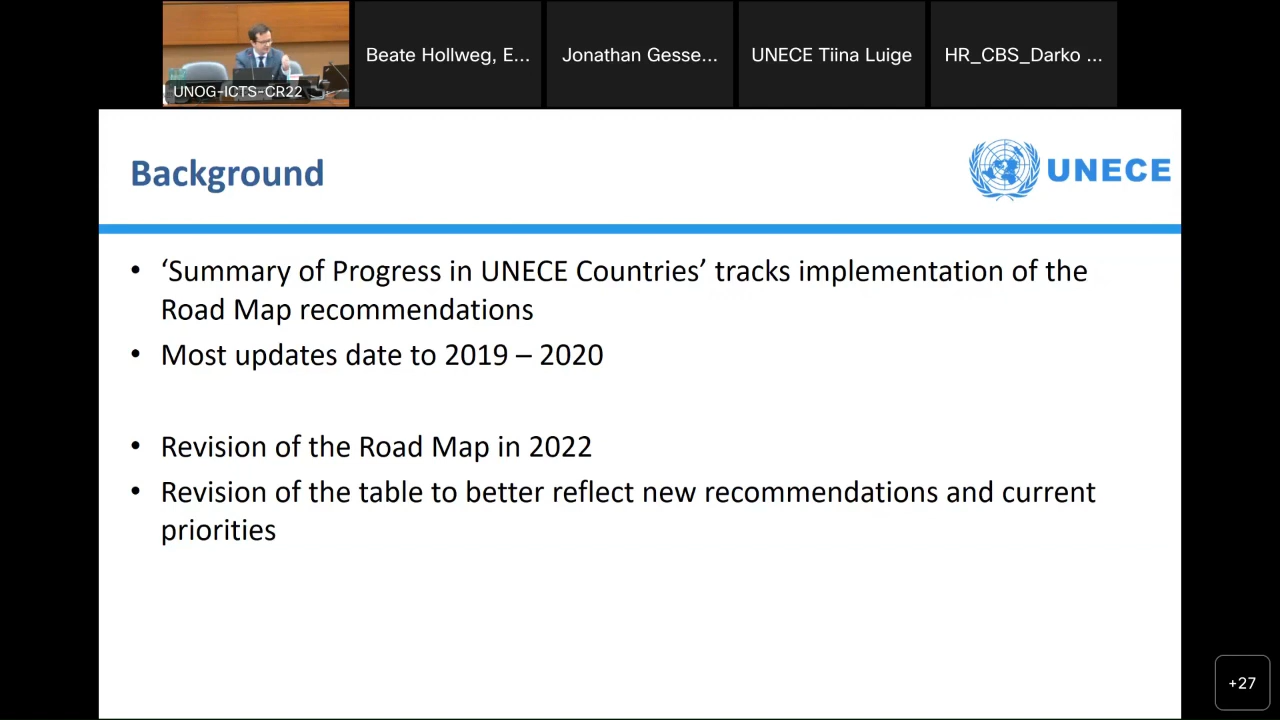 UNOG-ICTS-CR22
Beate Hollweg, E...
Jonathan Gesse...
UNECE Tiina Luige
HR_CBS_Darko ...
Background
UNECE
• ‘Summary of Progress in UNECE Countries’ tracks implementation of the
Road Map recommendations
• Most updates date to 2019 – 2020
• Revision of the Road Map in 2022
• Revision of the table to better reflect new recommendations and current
priorities
+27